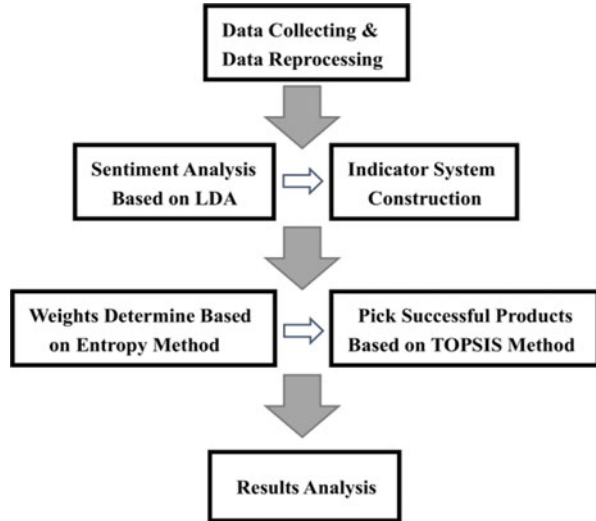 Data Collecting &
Data Reprocessing
Sentiment Analysis
Based on LDA
Indicator System
Construction
Weights Determine Based
on Entropy Method
Pick Successful Products
Based on TOPSIS Method
Results Analysis